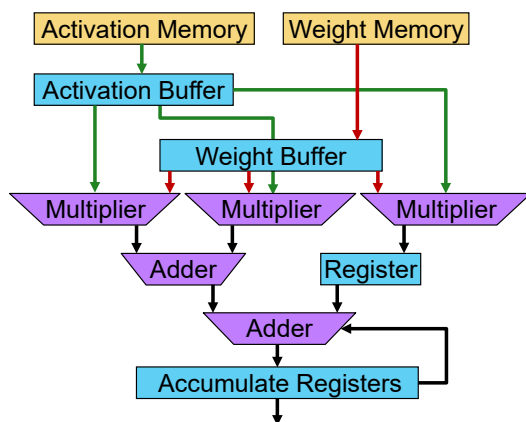 Activation Memory
Weight Memory
Activation Buffer
Weight Buffer
Multiplier
Multiplier
Multiplier
Adder
Register
Adder
Accumulate Registers